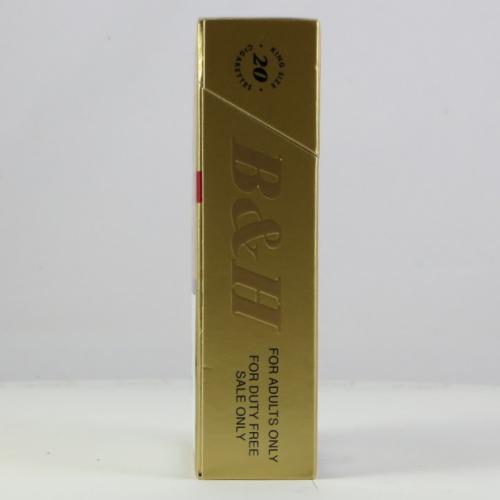 KING SIZE
20
CIGARETTES
B&H
FOR ADULTS ONLY
FOR DUTY FREE
SALE ONLY